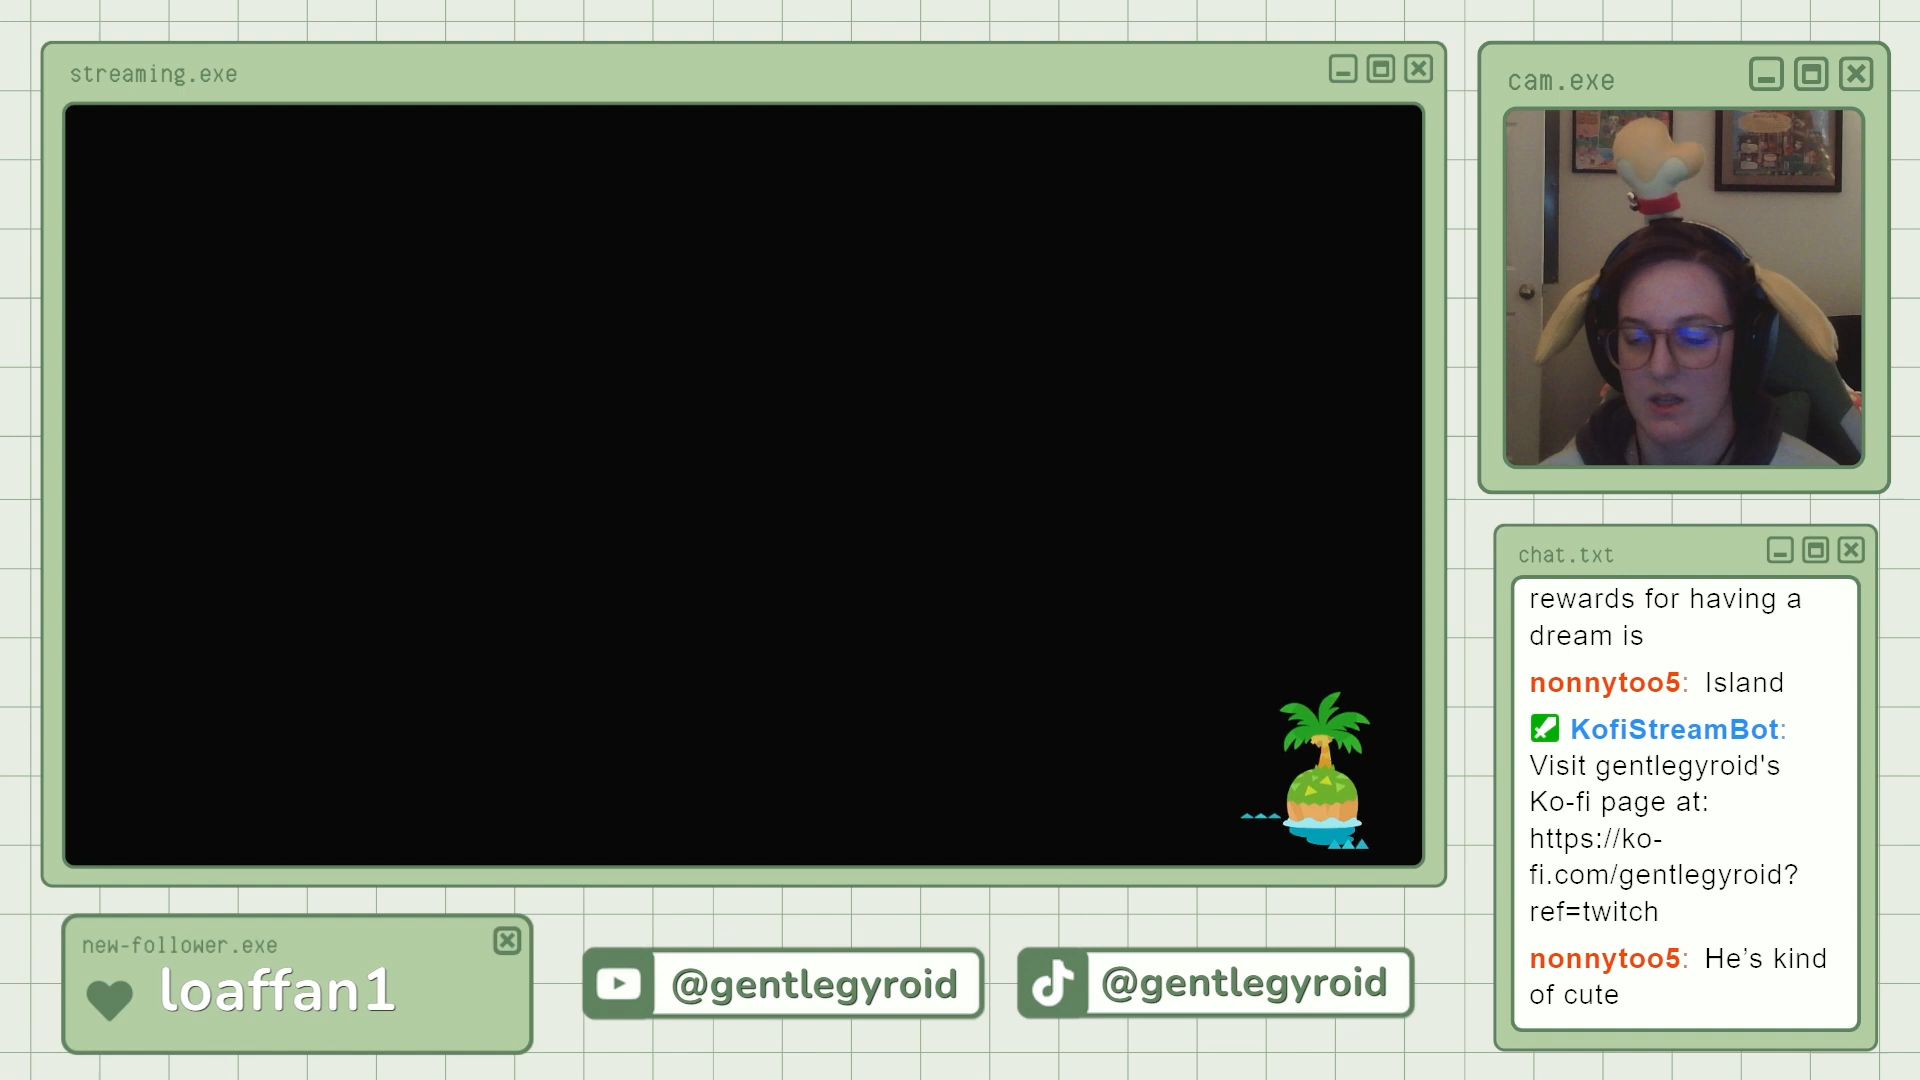 streaming.exe
cam.exe
chat.txt
rewards for having a
dream is
nonnytoo5: Island
KofiStreamBot:
Visit gentlegyroid's
Ko-fi page at:
https://ko-
fi.com/gentlegyroid?
ref=twitch
nonnytoo5: He’s kind
of cute
new-follower.exe
loaffan1
@gentlegyroid
@gentlegyroid